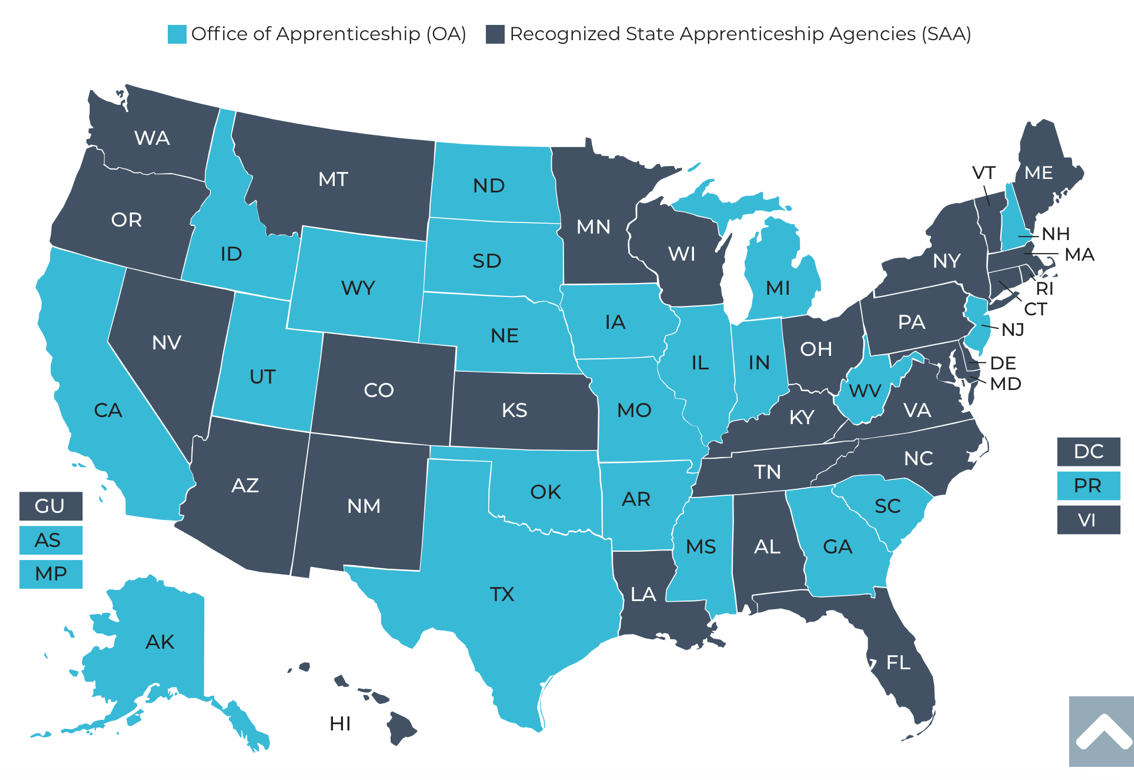 Office of Apprenticeship (OA) Recognized State Apprenticeship Agencies (SAA)
WA
MT
ND
MN
VT
ME
OR
ID
SD
WI
NH
NY
MA
WY
MI
RI
CT
NV
NE
IA
PA
NJ
UT
CO
IL
IN
OH
DE
MD
CA
KS
MO
KY
WV
VA
DC
AZ
NM
OK
AR
TN
NC
PR
GU
SC
VI
AS
MS
AL
GA
MP
TX
LA
AK
FL
HI